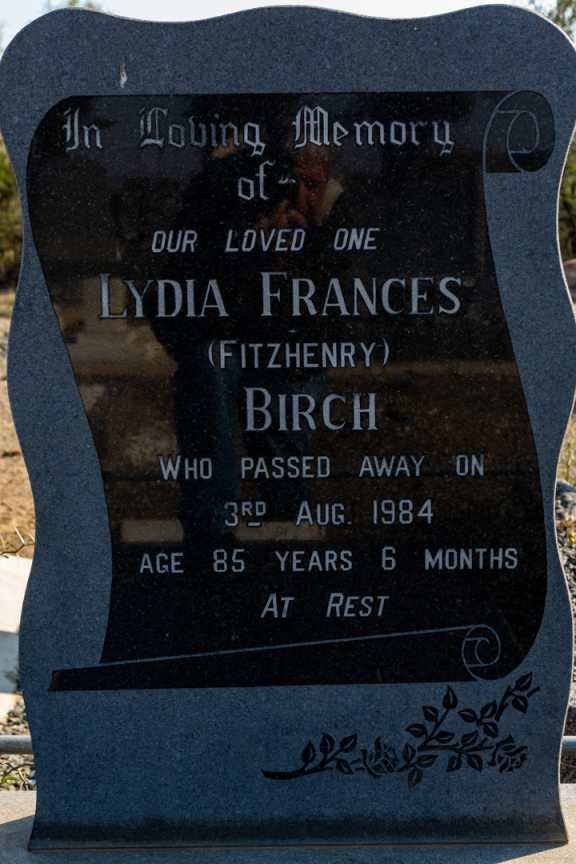 In Loving Memory
of
OUR LOVED ONE
LYDIA FRANCES
(FITZHENRY)
BIRCH
WHO PASSED AWAY ON
3RD AUG. 1984
AGE 85 YEARS 6 MONTHS
AT REST